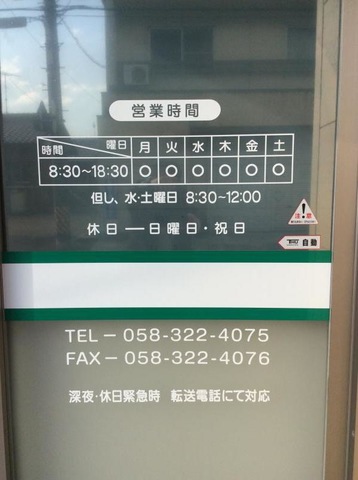 営業時間
時間 曜日 月 火 水 木 金 土
8:30~18:30 ○ ○ ○ ○ ○ ○
但し、水・土曜日 8:30~12:00
注意
休日—日曜日・祝日
自動
TEL－058-322-4075
FAX－058-322-4076
深夜・休日緊急時 転送電話にて対応